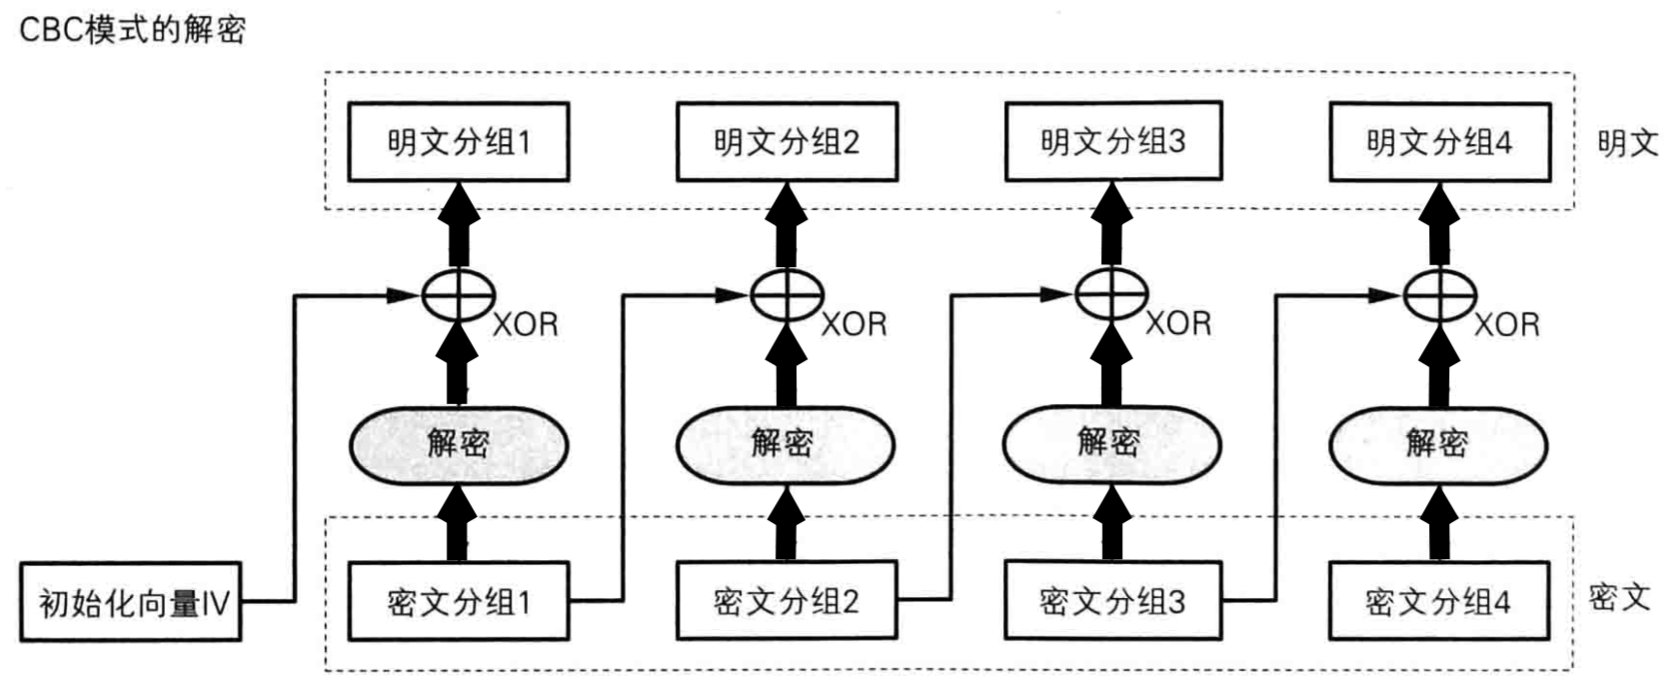 CBC模式的解密
明文分组1
明文分组2
明文分组3
明文分组4
明文
XOR
XOR
XOR
XOR
解密
解密
解密
解密
初始化向量IV
密文分组1
密文分组2
密文分组3
密文分组4
密文